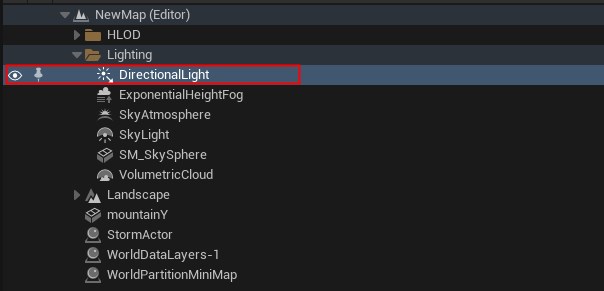 NewMap (Editor)
HLOD
Lighting
DirectionalLight
ExponentialHeightFog
SkyAtmosphere
SkyLight
SM_SkySphere
VolumetricCloud
Landscape
mountainY
StormActor
WorldDataLayers-1
WorldPartitionMiniMap